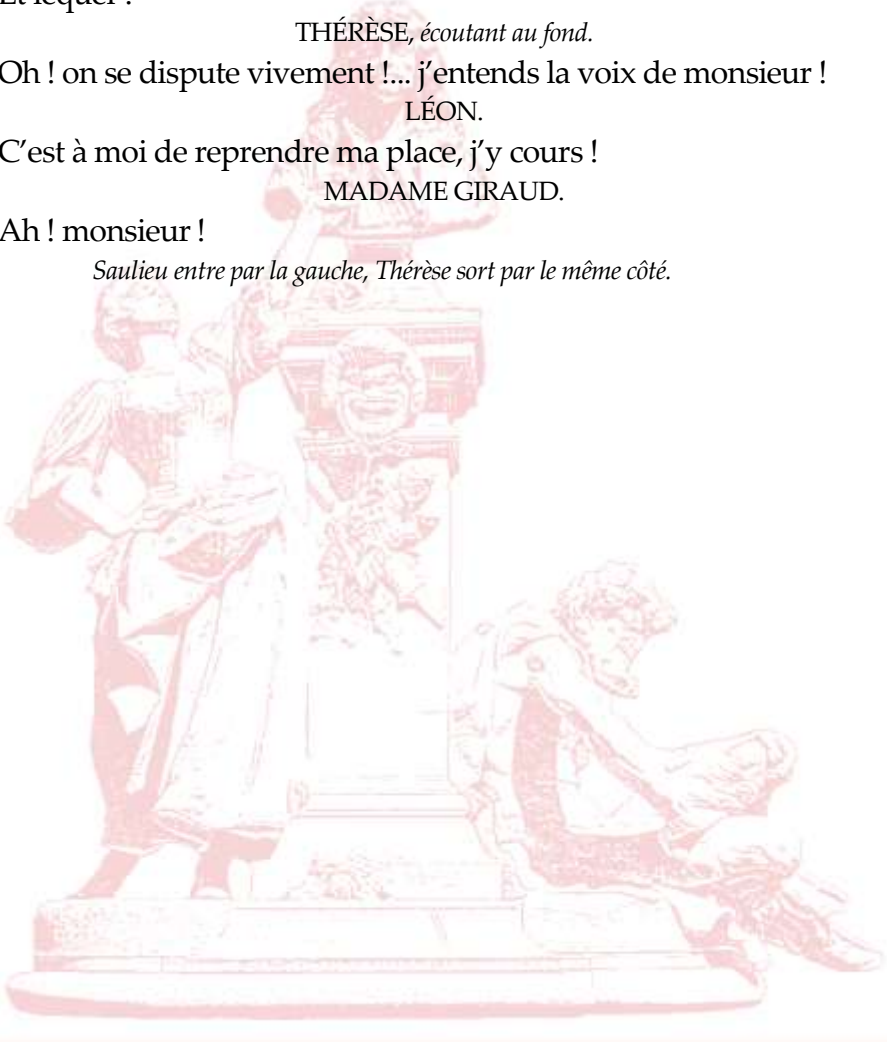 Et lequel ?
THÉRÈSE, écoutant au fond.
Oh ! on se dispute vivement !... j’entends la voix de monsieur !
LÉON.
C’est à moi de reprendre ma place, j’y cours !
MADAME GIRAUD.
Ah ! monsieur !
Saulieu entre par la gauche, Thérèse sort par le même côté.